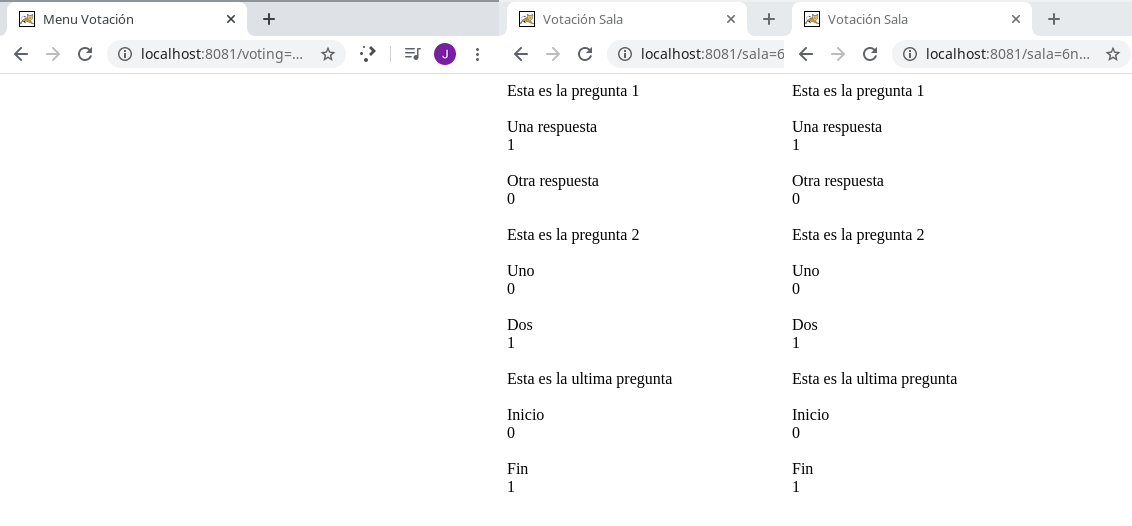 Menu Votación
localhost:8081/voting=...
J
Votación Sala
localhost:8081/sala=6
Esta es la pregunta 1
Una respuesta
1
Otra respuesta
0
Esta es la pregunta 2
Uno
0
Dos
1
Esta es la ultima pregunta
Inicio
0
Fin
1
Votación Sala
localhost:8081/sala=6n...
Esta es la pregunta 1
Una respuesta
1
Otra respuesta
0
Esta es la pregunta 2
Uno
0
Dos
1
Esta es la ultima pregunta
Inicio
0
Fin
1